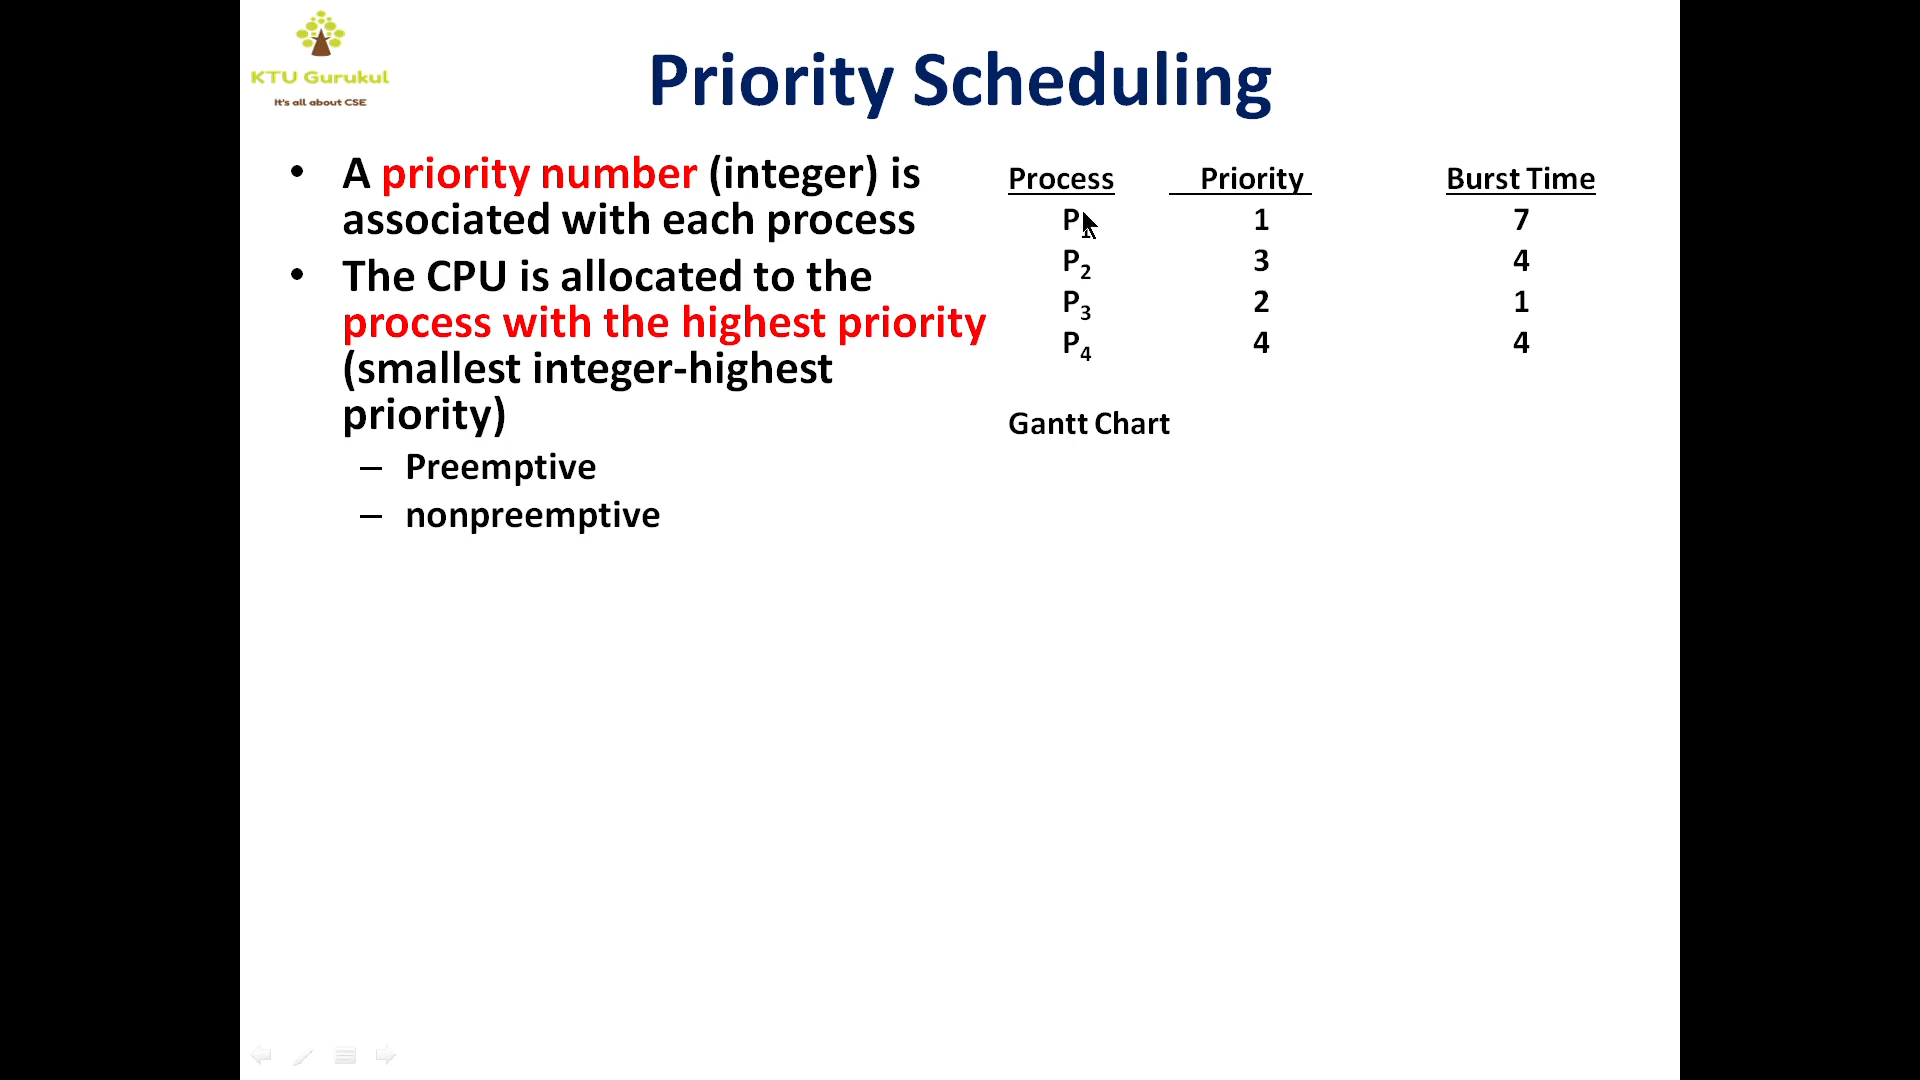 KTU Gurukul
It's all about CSE
Priority Scheduling
• A priority number (integer) is
associated with each process
• The CPU is allocated to the
process with the highest priority
(smallest integer-highest
priority)
– Preemptive
– nonpreemptive
Process Priority Burst Time
P1 1 7
P2 3 4
P3 2 1
P4 4 4
Gantt Chart